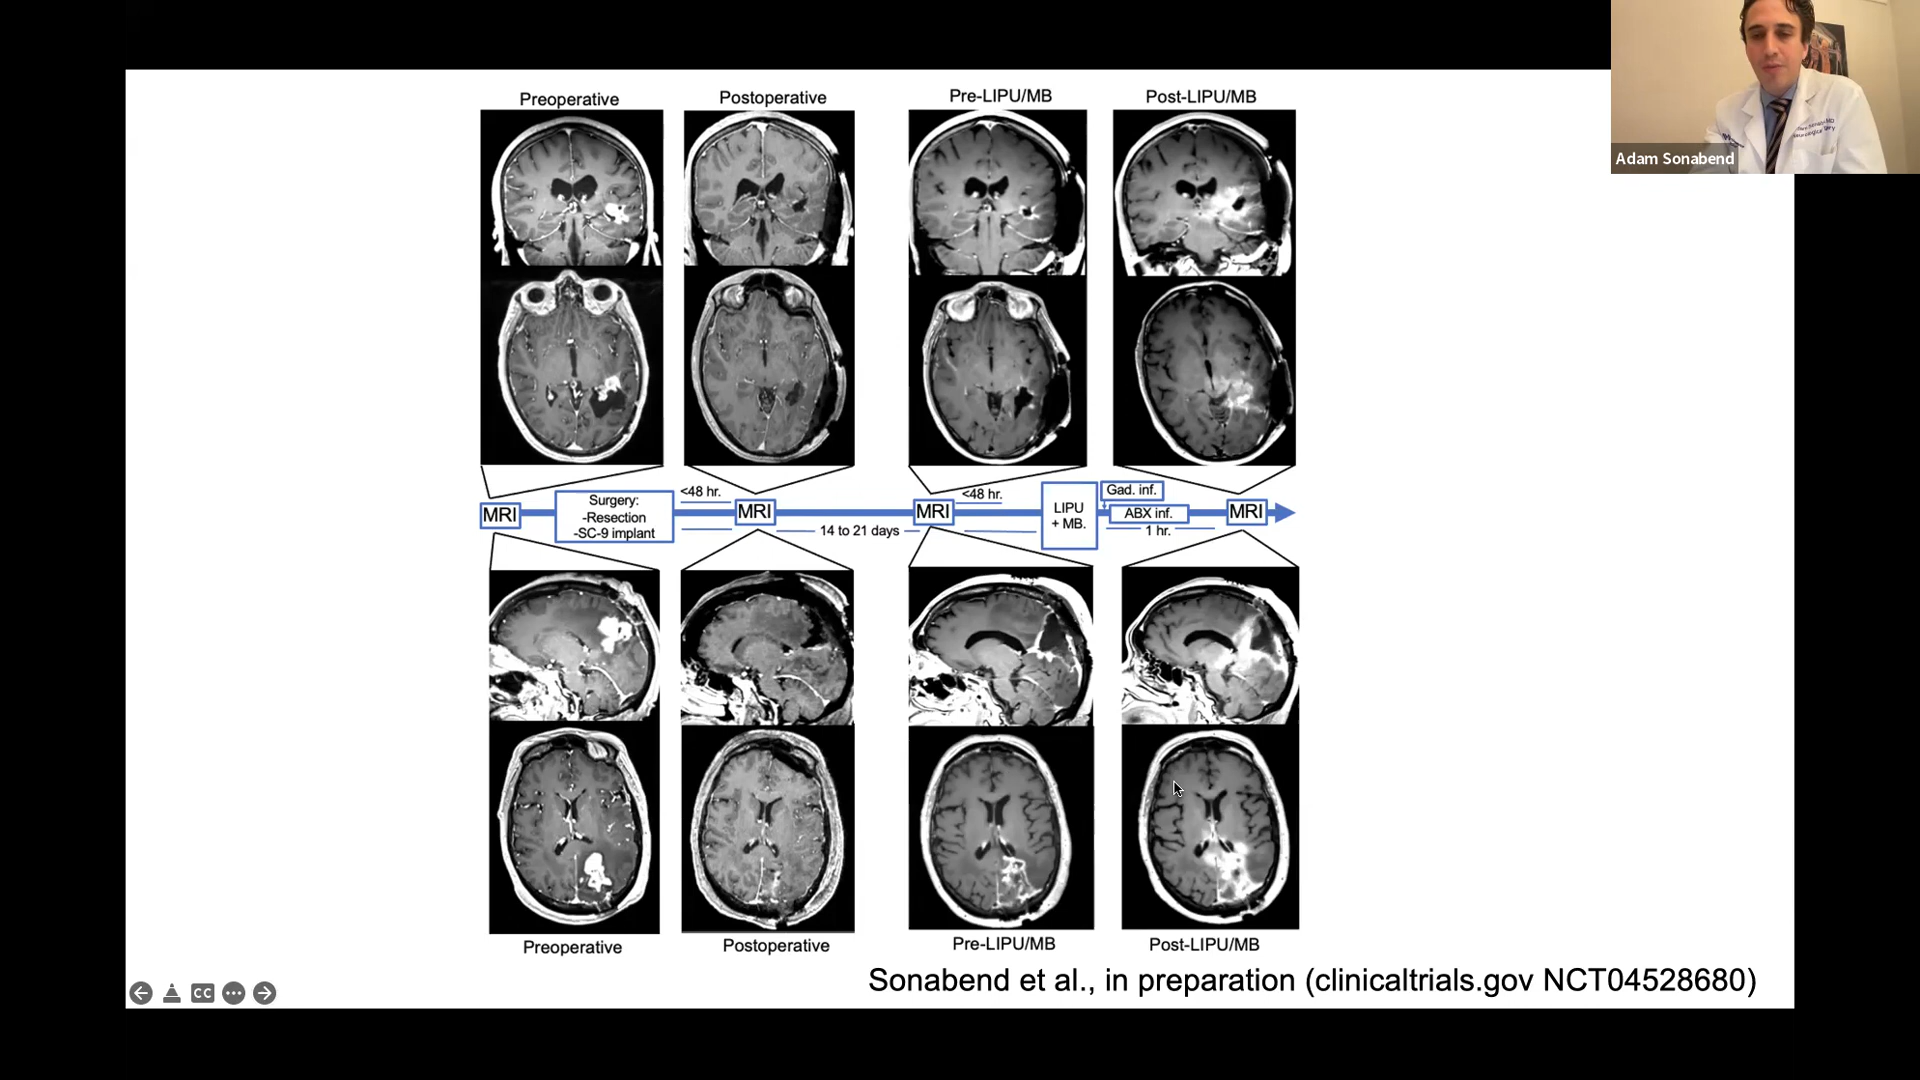 Preoperative
Postoperative
Pre-LIPU/MB
Post-LIPU/MB
Adam Sonabend
MRI
Surgery:
-Resection
-SC-9 implant
<48 hr.
MRI
14 to 21 days
MRI
<48 hr.
LIPU
+ MB.
Gad. inf.
ABX inf.
1 hr.
MRI
Preoperative
Postoperative
Pre-LIPU/MB
Post-LIPU/MB
Sonabend et al., in preparation (clinicaltrials.gov NCT04528680)
CC